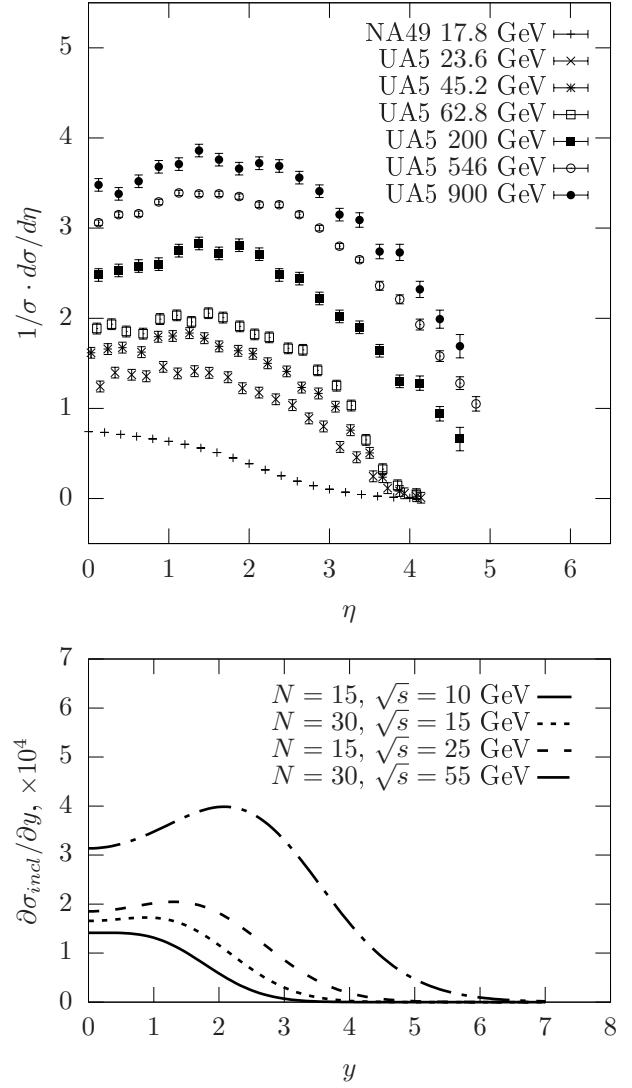 5
4
3
2
1
0
1/σ · dσ/dη
NA49 17.8 GeV
UA5 23.6 GeV
UA5 45.2 GeV
UA5 62.8 GeV
UA5 200 GeV
UA5 546 GeV
UA5 900 GeV
0 1 2 3 4 5 6
η
7
6
5
4
3
2
1
0
∂σ_{incl}/∂y, ×10^4
N = 15, √s = 10 GeV
N = 30, √s = 15 GeV
N = 15, √s = 25 GeV
N = 30, √s = 55 GeV
0 1 2 3 4 5 6 7 8
y